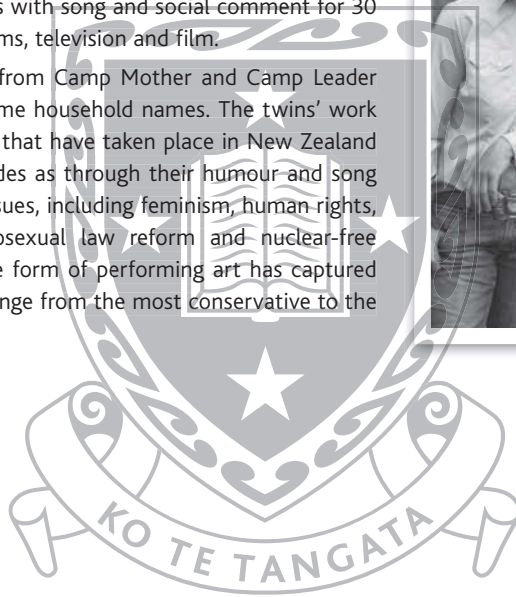 s with song and social comment for 30
ms, television and film.
from Camp Mother and Camp Leader
me household names. The twins' work
that have taken place in New Zealand
des as through their humour and song
sues, including feminism, human rights,
osexual law reform and nuclear-free
e form of performing art has captured
nge from the most conservative to the
KO TE TANGATA